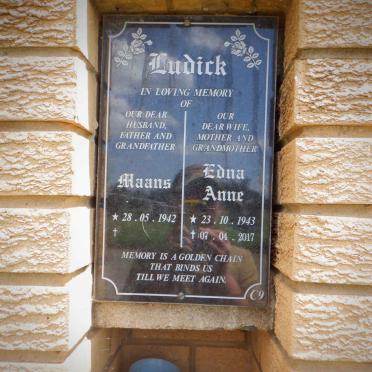 Ludick
IN LOVING MEMORY
OF
OUR DEAR
HUSBAND,
FATHER AND
GRANDFATHER
Maans
★ 28 . 05 . 1942
†
OUR
DEAR WIFE,
MOTHER AND
GRANDMOTHER
Edna
Anne
★ 23 . 10 . 1943
† 07 . 04 . 2017
MEMORY IS A GOLDEN CHAIN
THAT BINDS US
TILL WE MEET AGAIN.
C9